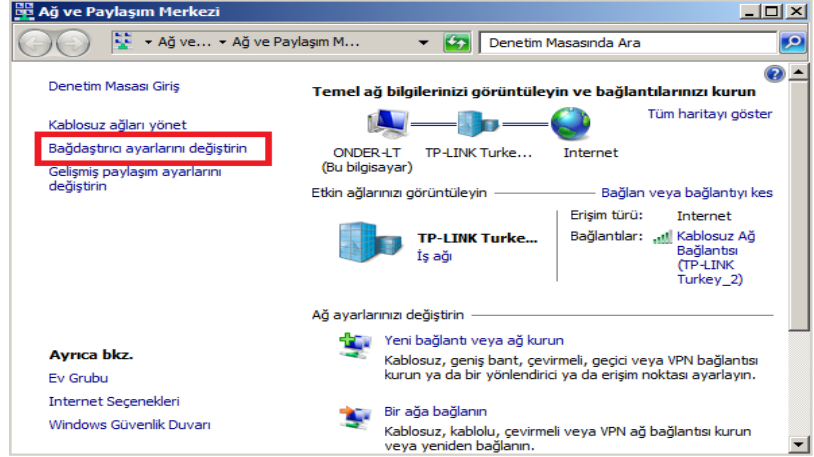 Ağ ve Paylaşım Merkezi
Ağ ve... Ağ ve Paylaşım M...
Denetim Masasında Ara
Denetim Masası Giriş
Kablosuz ağları yönet
Bağdaştırıcı ayarlarını değiştirin
Gelişmiş paylaşım ayarlarını
değiştirin
Temel ağ bilgilerinizi görüntüleyin ve bağlantılarınızı kurun
Tüm haritayı göster
ONDER-LT
(Bu bilgisayar)
TP-LINK Turke...
Internet
Etkin ağlarınızı görüntüleyin
Bağlan veya bağlantıyı kes
TP-LINK Turke...
İş ağı
Erişim türü: Internet
Bağlantılar: Kablosuz Ağ
Bağlantısı
(TP-LINK
Turkey_2)
Ağ ayarlarınızı değiştirin
Yeni bağlantı veya ağ kurun
Kablosuz, geniş bant, çevirmeli, geçici veya VPN bağlantısı
kurun ya da bir yönlendirici ya da erişim noktası ayarlayın.
Bir ağa bağlanın
Kablosuz, kablolu, çevirmeli veya VPN ağ bağlantısı kurun
veya yeniden bağlanın.
Ayrıca bkz.
Ev Grubu
Internet Seçenekleri
Windows Güvenlik Duvarı